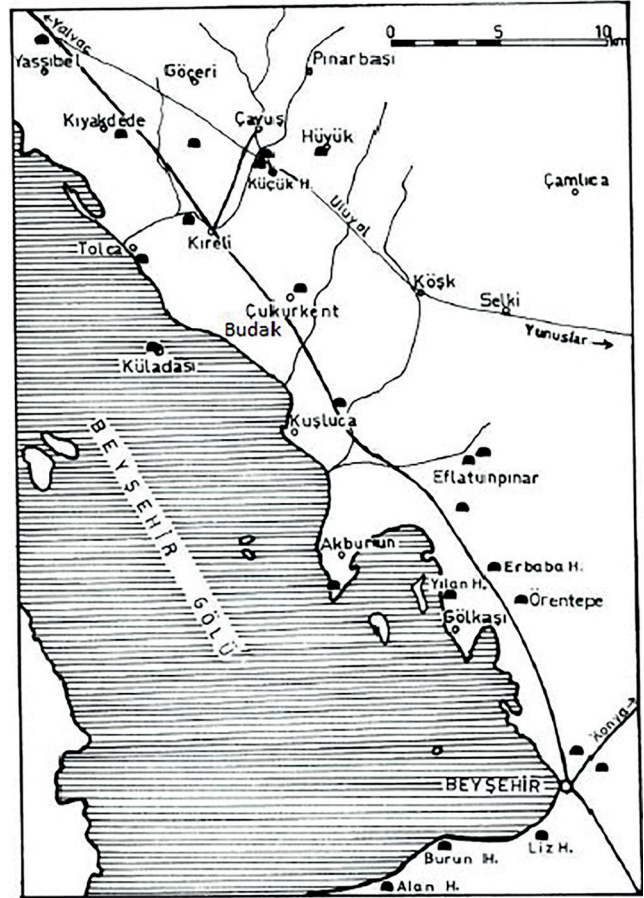 Yalvaç
0 5 10
km
Yassıbel
Göçeri
Pınarbaşı
Kıyakdede
Çavuş
Hüyük
Küçük H.
Çamlıca
Uluyol
Tolca
Kıreli
Köşk
Selki
Çukurkent
Budak
Yunuslar
Küladası
Kuşluca
BEYŞEHİR GÖLÜ
Eflatunpınar
Akburun
Erbaba H.
Yılan H.
Örentepe
Gölkaşı
Konya
BEYŞEHİR
Liz H.
Burun H.
Alan H.